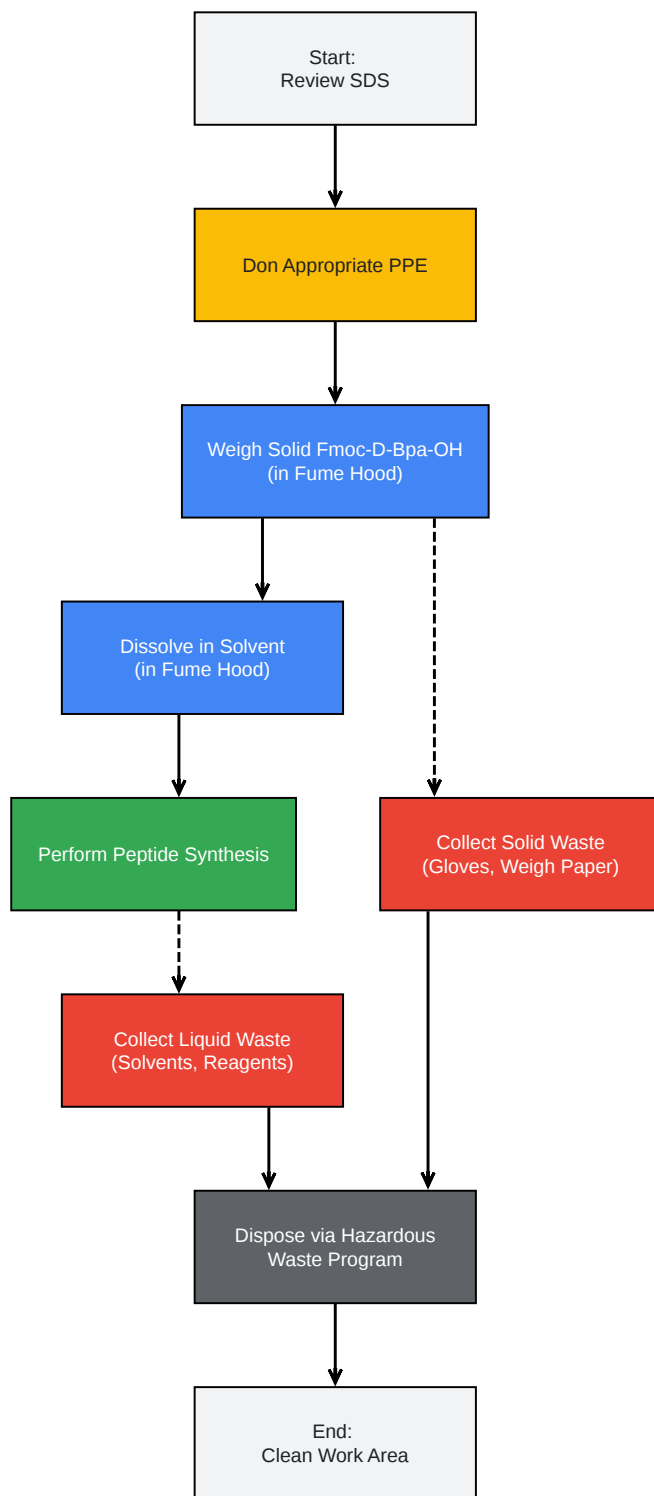 Start:
Review SDS
Don Appropriate PPE
Weigh Solid Fmoc-D-Bpa-OH
(in Fume Hood)
Dissolve in Solvent
(in Fume Hood)
Perform Peptide Synthesis
Collect Solid Waste
(Gloves, Weigh Paper)
Collect Liquid Waste
(Solvents, Reagents)
Dispose via Hazardous
Waste Program
End:
Clean Work Area